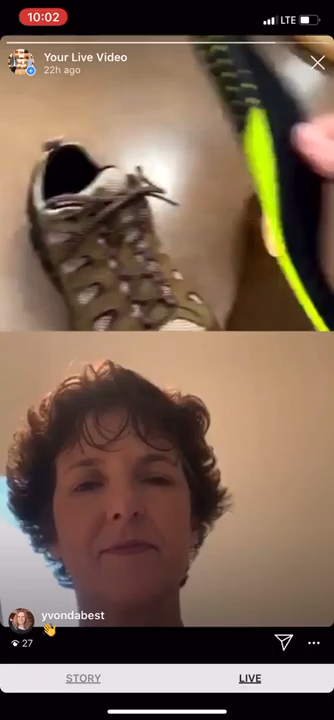 10:02
LTE
Your Live Video
22h ago
yvondabest
👋
27
STORY
LIVE